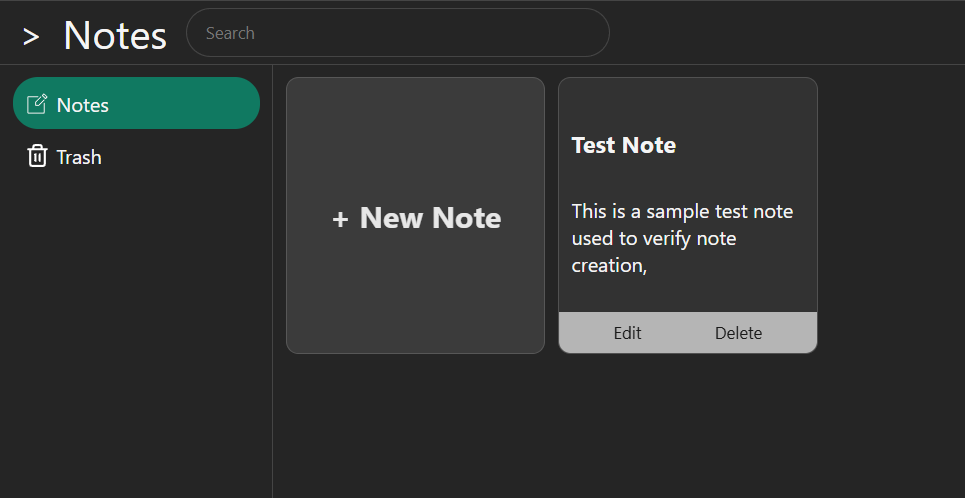 > Notes
Search
Notes
Trash
+ New Note
Test Note
This is a sample test note
used to verify note
creation,
Edit
Delete